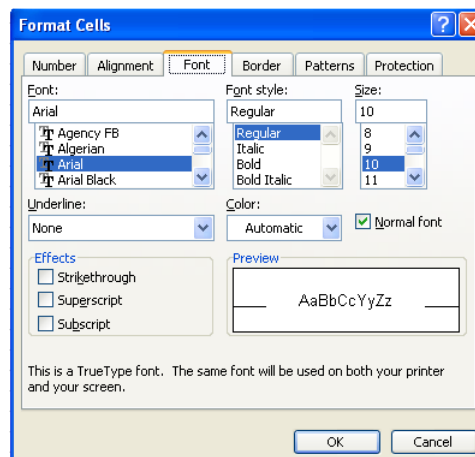 Format Cells
Number Alignment Font Border Patterns Protection
Font: Font style: Size:
Arial Regular 10
Agency FB Regular 8
Algerian Italic 9
Arial Bold 10
Arial Black Bold Italic 11
Underline: Color:
None Automatic Normal font
Effects Preview
Strikethrough
Superscript AaBbCcYyZz
Subscript
This is a TrueType font. The same font will be used on both your printer
and your screen.
OK Cancel